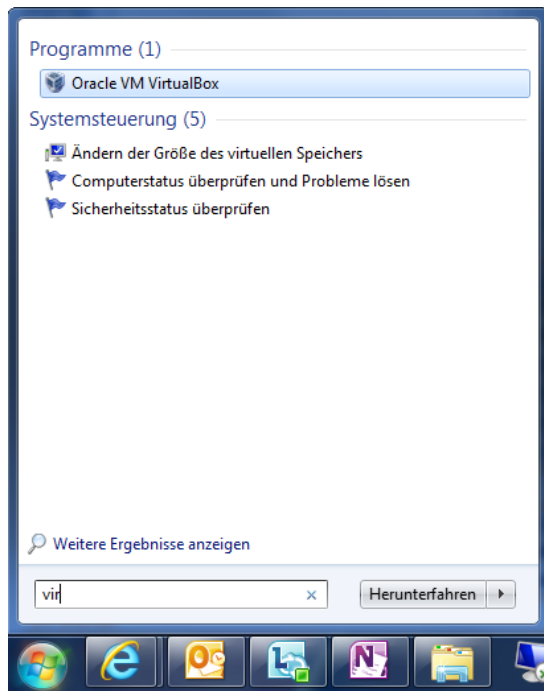 Programme (1)
Oracle VM VirtualBox
Systemsteuerung (5)
Ändern der Größe des virtuellen Speichers
Computerstatus überprüfen und Probleme lösen
Sicherheitsstatus überprüfen
Weitere Ergebnisse anzeigen
vir
Herunterfahren